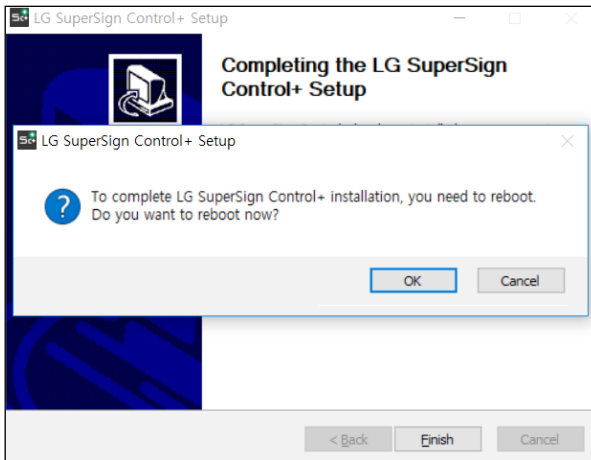 LG SuperSign Control+ Setup
Completing the LG SuperSign
Control+ Setup
LG SuperSign Control+ Setup
To complete LG SuperSign Control+ installation, you need to reboot.
Do you want to reboot now?
OK Cancel
< Back Finish Cancel